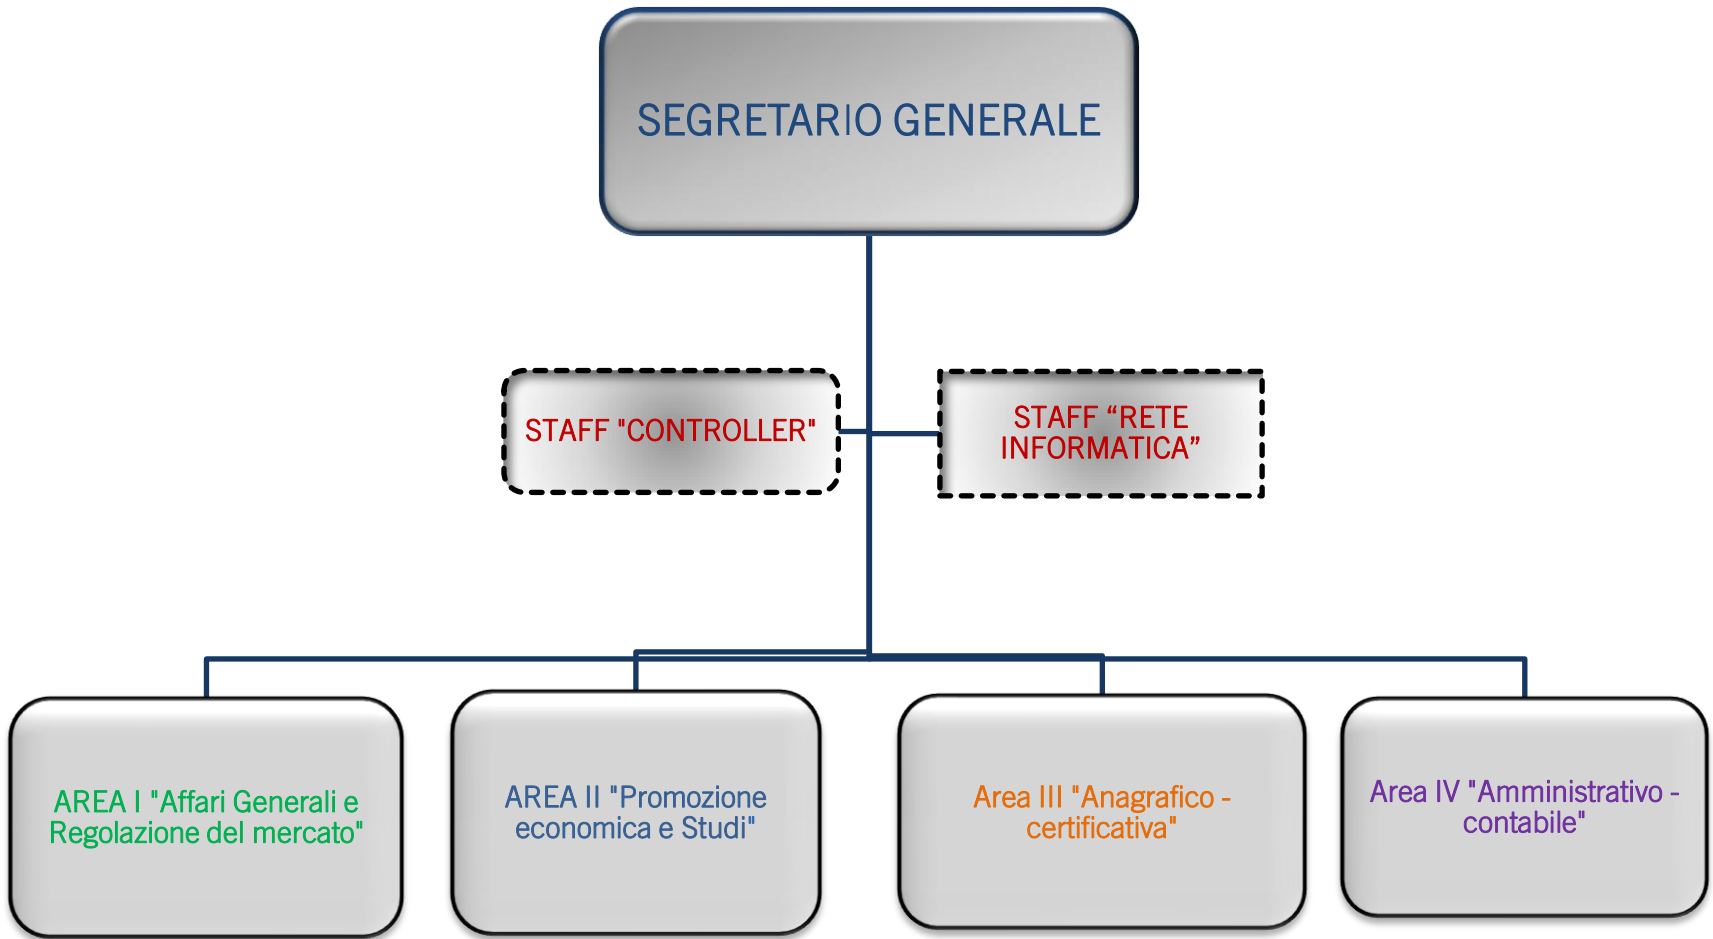 SEGRETARIO GENERALE
STAFF "CONTROLLER"
STAFF “RETE
INFORMATICA”
AREA I "Affari Generali e
Regolazione del mercato"
AREA II "Promozione
economica e Studi"
Area III "Anagrafico -
certificativa"
Area IV "Amministrativo -
contabile"